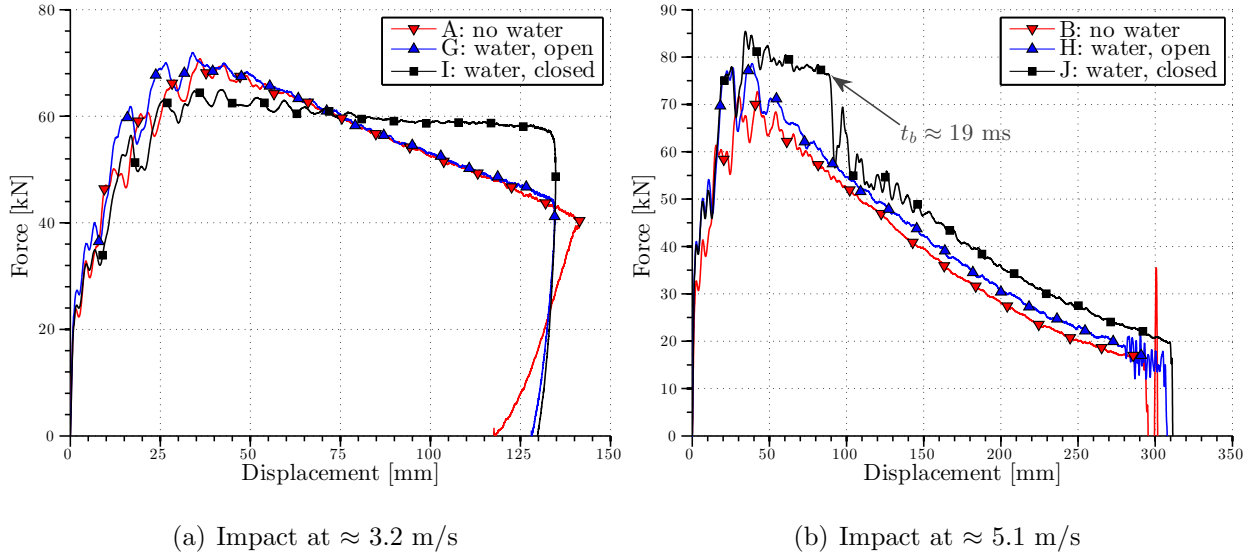 80
60
40
20
0
0
25
50
75
100
125
150
Force [kN]
Displacement [mm]
A: no water
G: water, open
I: water, closed
(a) Impact at ≈ 3.2 m/s
90
80
70
60
50
40
30
20
10
0
0
50
100
150
200
250
300
350
Force [kN]
Displacement [mm]
B: no water
H: water, open
J: water, closed
t_b ≈ 19 ms
(b) Impact at ≈ 5.1 m/s